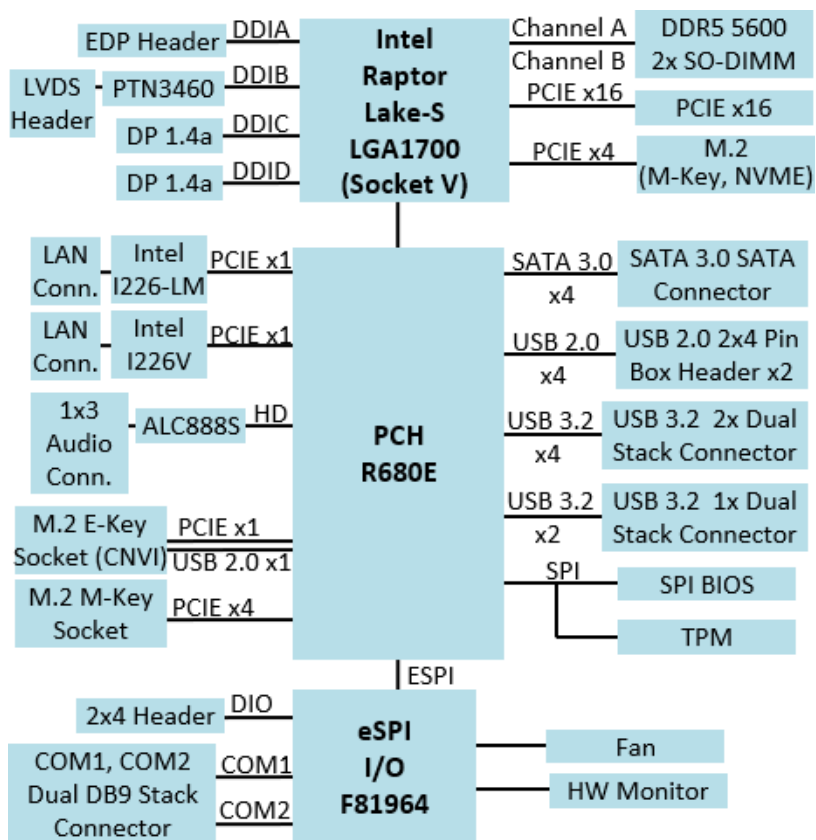 EDP Header
DDIA
LVDS
Header
PTN3460
DDIB
DP 1.4a
DDIC
DP 1.4a
DDID
Intel
Raptor
Lake-S
LGA1700
(Socket V)
Channel A
Channel B
DDR5 5600
2x SO-DIMM
PCIE x16
PCIE x16
PCIE x4
M.2
(M-Key, NVME)
LAN
Conn.
Intel
I226-LM
PCIE x1
LAN
Conn.
Intel
I226V
PCIE x1
1x3
Audio
Conn.
ALC888S
HD
M.2 E-Key
Socket (CNVI)
PCIE x1
USB 2.0 x1
M.2 M-Key
Socket
PCIE x4
PCH
R680E
SATA 3.0
x4
SATA 3.0 SATA
Connector
USB 2.0
x4
USB 2.0 2x4 Pin
Box Header x2
USB 3.2
x4
USB 3.2 2x Dual
Stack Connector
USB 3.2
x2
USB 3.2 1x Dual
Stack Connector
SPI
SPI BIOS
TPM
ESPI
2x4 Header
DIO
COM1, COM2
Dual DB9 Stack
Connector
COM1
COM2
eSPI
I/O
F81964
Fan
HW Monitor